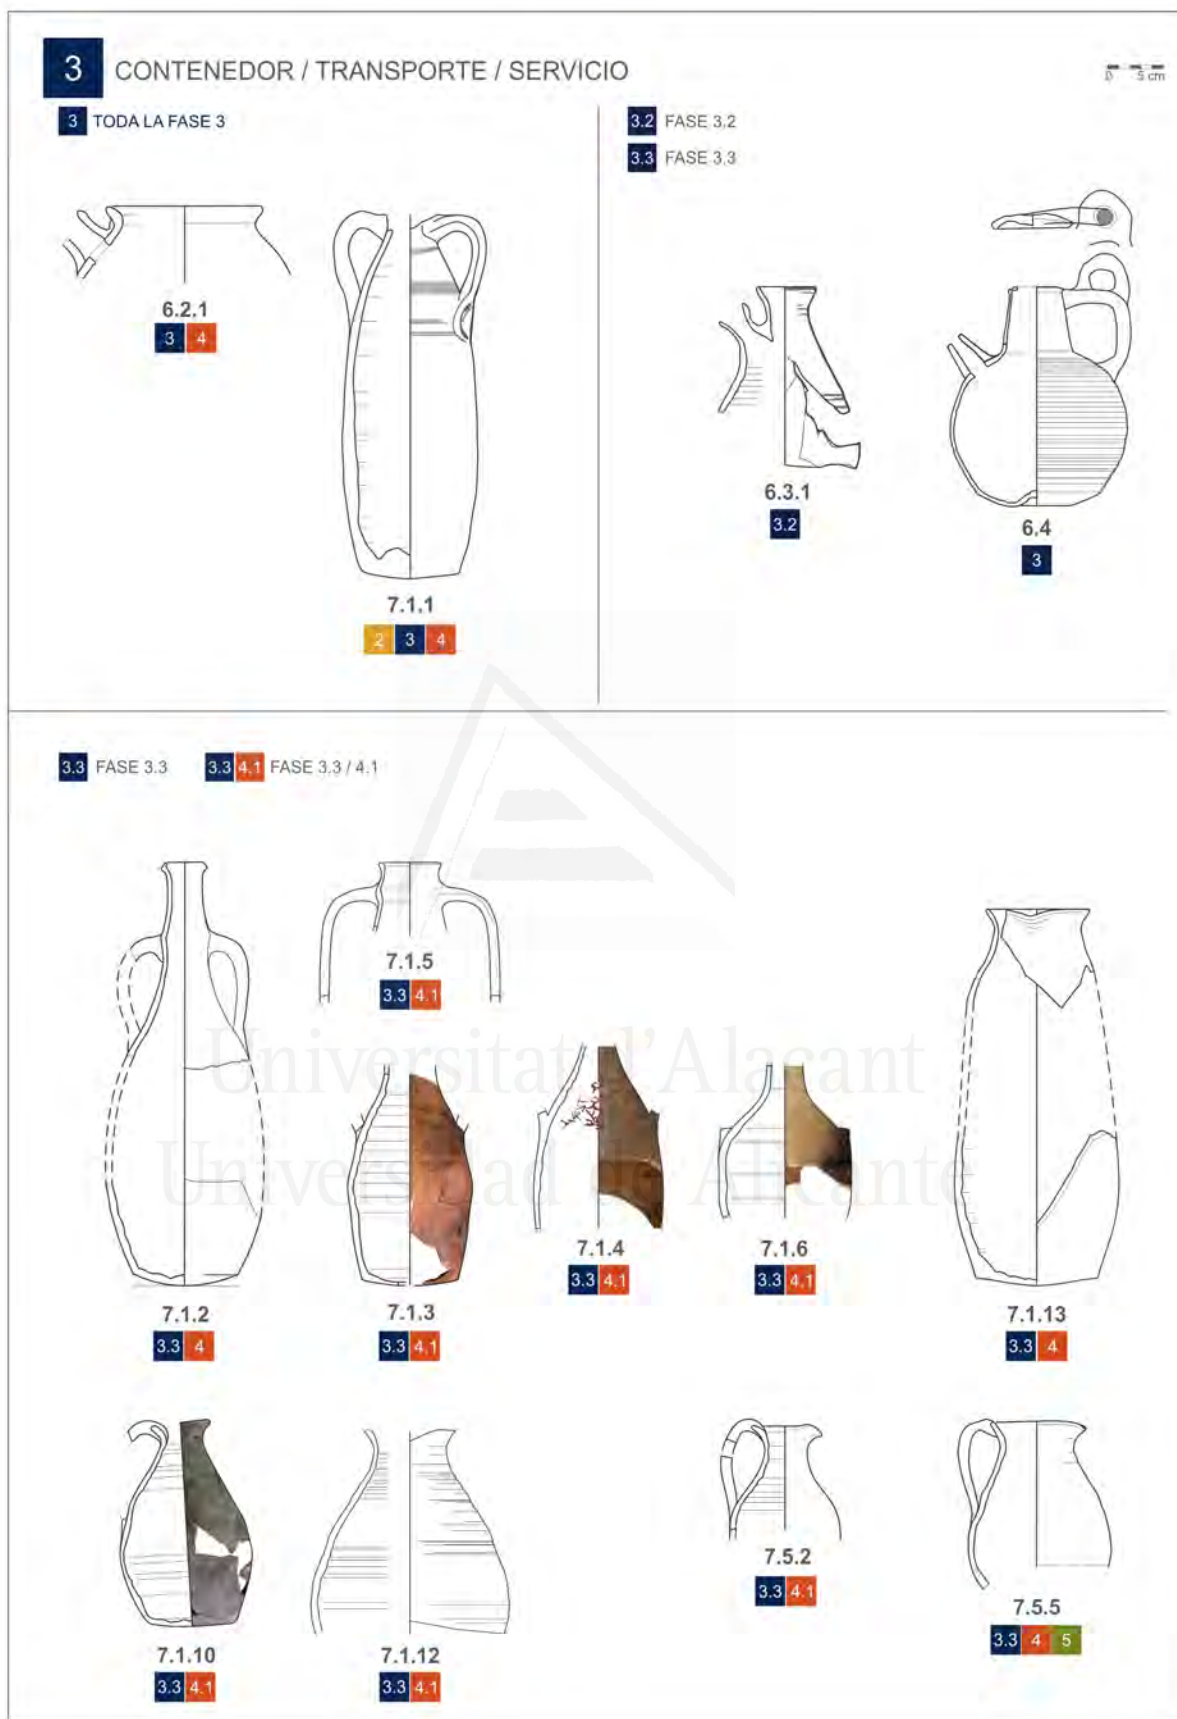 3 CONTENEDOR / TRANSPORTE / SERVICIO
0 5 cm
3 TODA LA FASE 3
3.2 FASE 3.2
3.3 FASE 3.3
6.2.1
3 4
7.1.1
2 3 4
6.3.1
3.2
6.4
3
3.3 FASE 3.3 3.3 4.1 FASE 3.3 / 4.1
7.1.5
3.3 4.1
Universitat d'Alacant
Universidad de Alicante
7.1.4
3.3 4.1
7.1.6
3.3 4.1
7.1.2
3.3 4
7.1.3
3.3 4.1
7.1.13
3.3 4
7.5.2
3.3 4.1
7.5.5
3.3 4 5
7.1.10
3.3 4.1
7.1.12
3.3 4.1